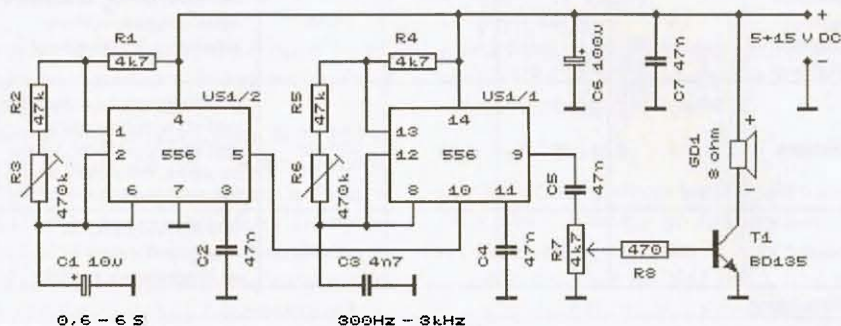 R1
4k7
R2
47k
R3
470k
US1/2
4
1
2
556
5
6
7
3
C1 10u
+
C2
47n
0,6-6S
R4
4k7
R5
47k
R6
470k
US1/1
14
13
12
556
9
8
10
11
C3 4n7
C4
47n
300Hz-3kHz
C5
47n
R7
4k7
470
R8
C6 100u
+
C7 47n
GD1
8 ohm
+
-
T1
BD135
+
5÷15 V DC
-